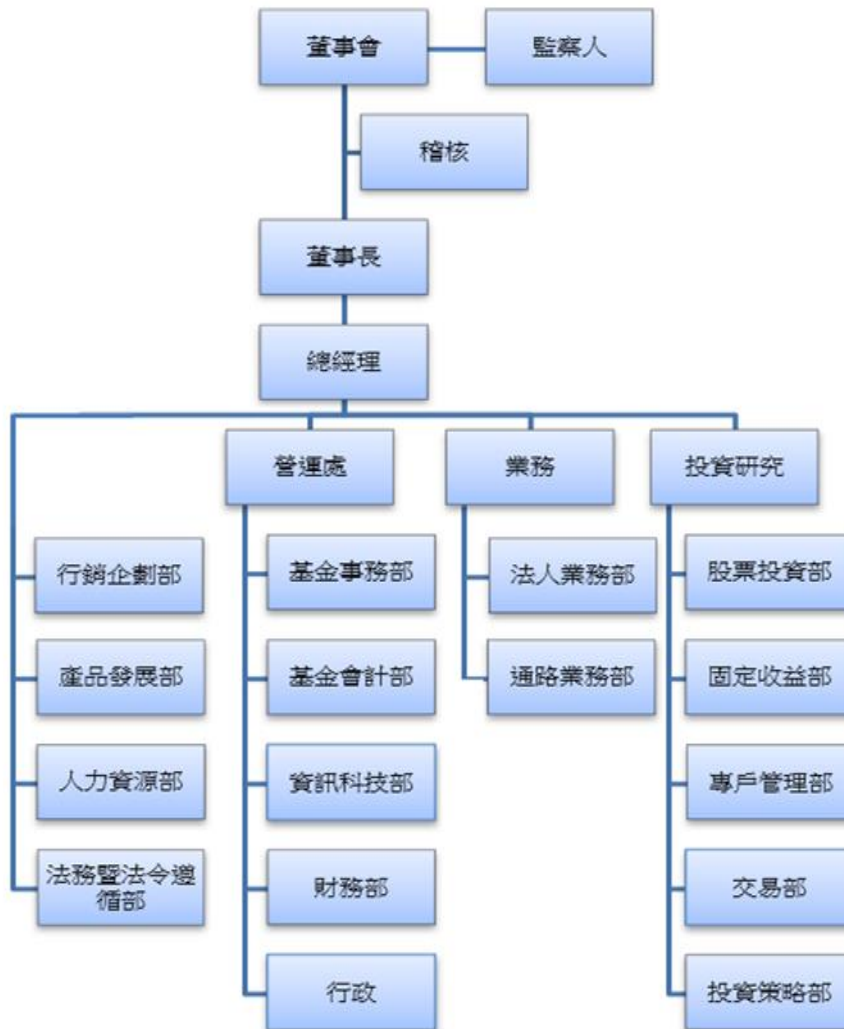 董事會
監察人
稽核
董事長
總經理
營運處
業務
投資研究
行銷企劃部
產品發展部
人力資源部
法務暨法令遵
循部
基金事務部
基金會計部
資訊科技部
財務部
行政
法人業務部
通路業務部
股票投資部
固定收益部
專戶管理部
交易部
投資策略部